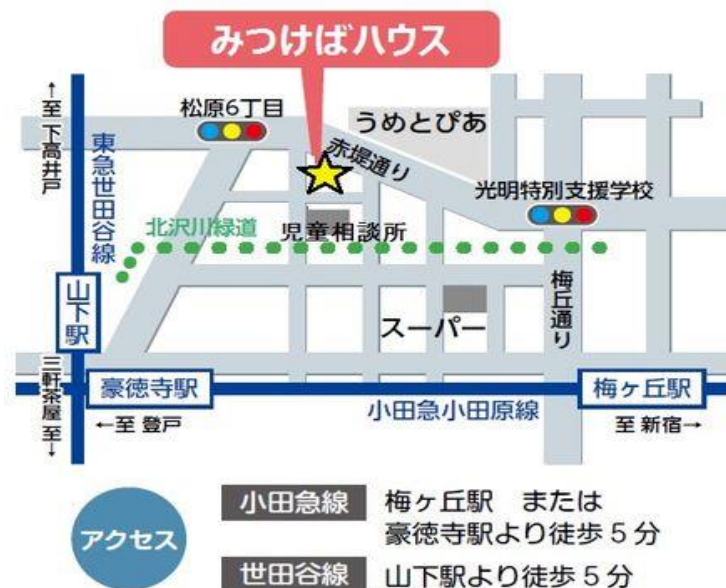 みつけばハウス
←至 下高井戸
松原6丁目
うめとぴあ
東急世田谷線
赤堤通り
光明特別支援学校
北沢川緑道
児童相談所
山下駅
梅丘通り
スーパー
三軒茶屋 至→
豪徳寺駅
梅ヶ丘駅
小田急小田原線
←至 登戸
至 新宿→
アクセス
小田急線
梅ヶ丘駅 または
豪徳寺駅より徒歩5分
世田谷線
山下駅より徒歩5分